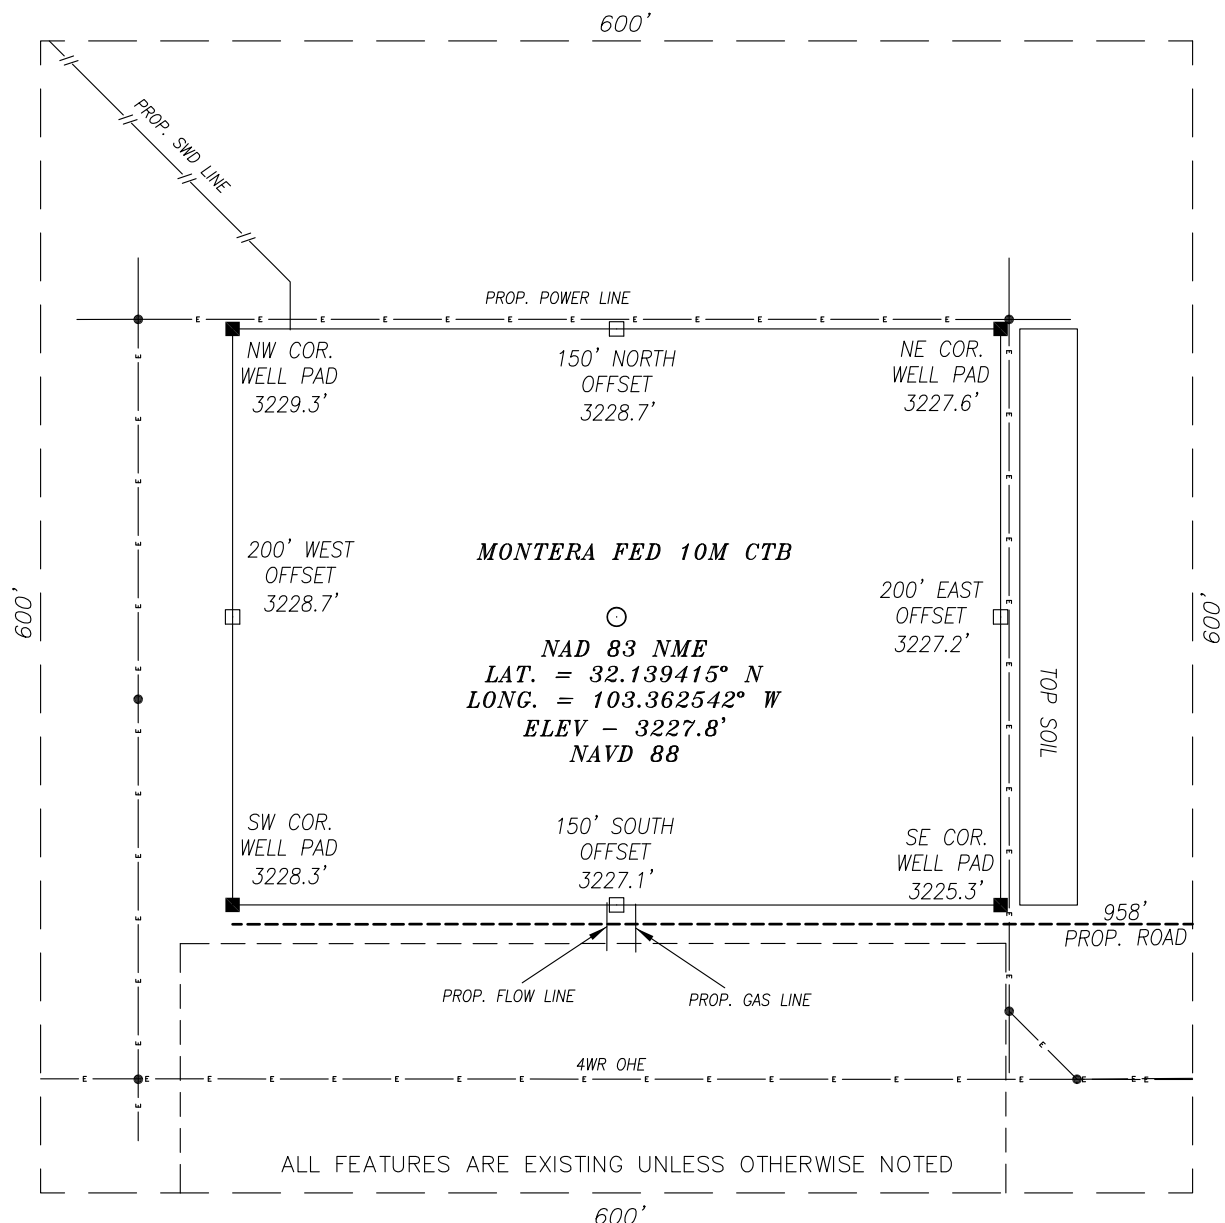 600'
PROP. SWD LINE
PROP. POWER LINE
E E E E E E E E E E E E
NW COR.
WELL PAD
3229.3'
150' NORTH
OFFSET
3228.7'
NE COR.
WELL PAD
3227.6'
200' WEST
OFFSET
3228.7'
MONTERA FED 10M CTB
200' EAST
OFFSET
3227.2'
600'
600'
NAD 83 NME
LAT. = 32.139415° N
LONG. = 103.362542° W
ELEV - 3227.8'
NAVD 88
TOP SOIL
SW COR.
WELL PAD
3228.3'
150' SOUTH
OFFSET
3227.1'
SE COR.
WELL PAD
3225.3'
958'
PROP. ROAD
PROP. FLOW LINE
PROP. GAS LINE
4WR OHE
E E E E E E E E E E E E E E E E E E
ALL FEATURES ARE EXISTING UNLESS OTHERWISE NOTED
600'